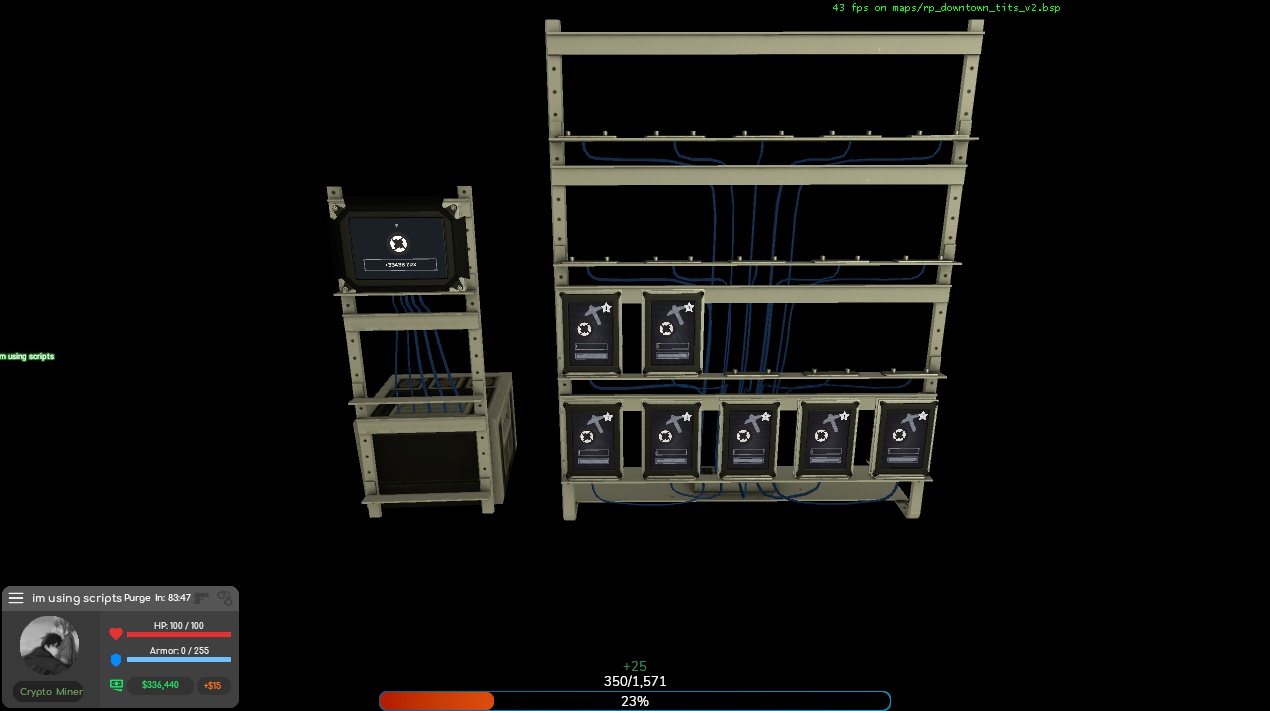 43 fps on maps/rp_downtown_tits_v2.bsp
m using scripts
im using scripts Purge In: 83:47
HP: 100 / 100
Armor: 0 / 255
$336,440 +$15
Crypto Miner
+25
350/1,571
23%